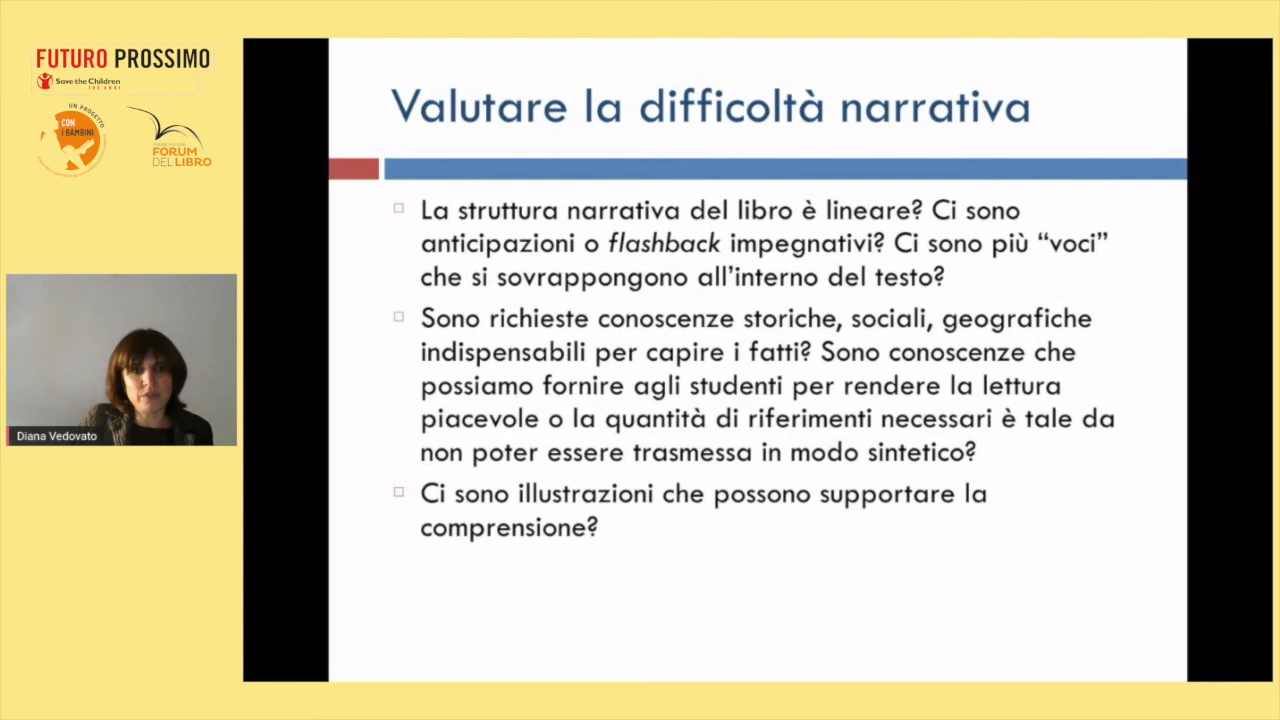 FUTURO PROSSIMO
Save the Children
100 ANNI
UN PROGETTO
CON
I BAMBINI
FORUM
DEL LIBRO
Diana Vedovato
Valutare la difficoltà narrativa
La struttura narrativa del libro è lineare? Ci sono
anticipazioni o flashback impegnativi? Ci sono più “voci”
che si sovrappongono all’interno del testo?
Sono richieste conoscenze storiche, sociali, geografiche
indispensabili per capire i fatti? Sono conoscenze che
possiamo fornire agli studenti per rendere la lettura
piacevole o la quantità di riferimenti necessari è tale da
non poter essere trasmessa in modo sintetico?
Ci sono illustrazioni che possono supportare la
comprensione?